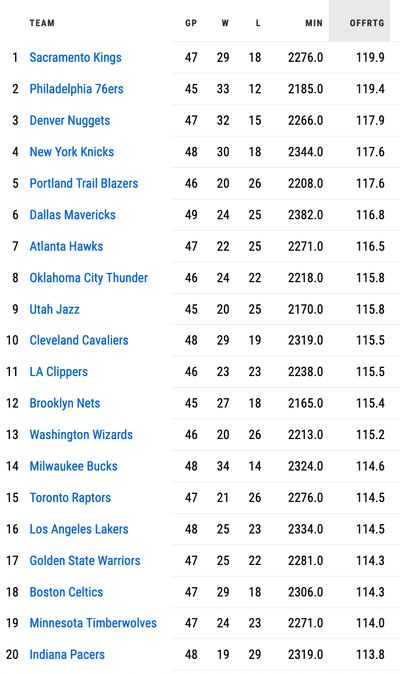 TEAM GP W L MIN OFFRTG
1 Sacramento Kings 47 29 18 2276.0 119.9
2 Philadelphia 76ers 45 33 12 2185.0 119.4
3 Denver Nuggets 47 32 15 2266.0 117.9
4 New York Knicks 48 30 18 2344.0 117.6
5 Portland Trail Blazers 46 20 26 2208.0 117.6
6 Dallas Mavericks 49 24 25 2382.0 116.8
7 Atlanta Hawks 47 22 25 2271.0 116.5
8 Oklahoma City Thunder 46 24 22 2218.0 115.8
9 Utah Jazz 45 20 25 2170.0 115.8
10 Cleveland Cavaliers 48 29 19 2319.0 115.5
11 LA Clippers 46 23 23 2238.0 115.5
12 Brooklyn Nets 45 27 18 2165.0 115.4
13 Washington Wizards 46 20 26 2213.0 115.2
14 Milwaukee Bucks 48 34 14 2324.0 114.6
15 Toronto Raptors 47 21 26 2276.0 114.5
16 Los Angeles Lakers 48 25 23 2334.0 114.5
17 Golden State Warriors 47 25 22 2281.0 114.3
18 Boston Celtics 47 29 18 2306.0 114.3
19 Minnesota Timberwolves 47 24 23 2271.0 114.0
20 Indiana Pacers 48 19 29 2319.0 113.8